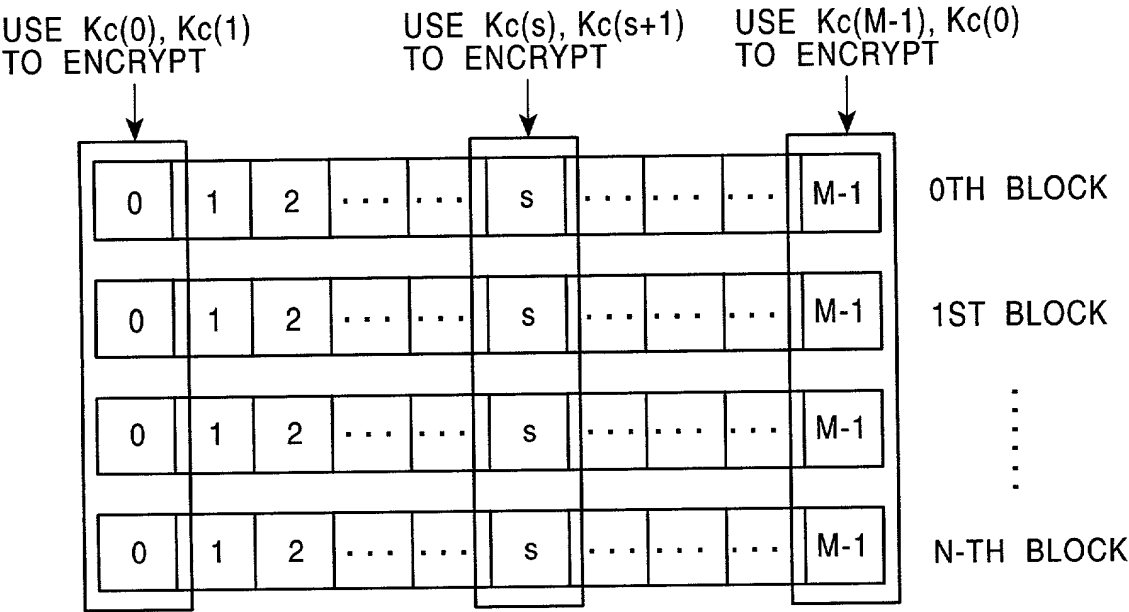 USE Kc(0), Kc(1)
TO ENCRYPT
USE Kc(s), Kc(s+1)
TO ENCRYPT
USE Kc(M-1), Kc(0)
TO ENCRYPT
0 1 2 ... ... s ... ... ... M-1 0TH BLOCK
0 1 2 ... ... s ... ... ... M-1 1ST BLOCK
0 1 2 ... ... s ... ... ... M-1
0 1 2 ... ... s ... ... ... M-1 N-TH BLOCK